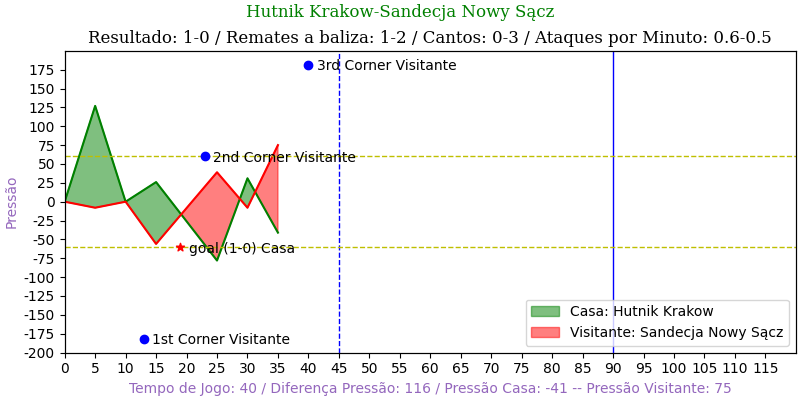 Hutnik Krakow-Sandecja Nowy Sącz
Resultado: 1-0 / Remates a baliza: 1-2 / Cantos: 0-3 / Ataques por Minuto: 0.6-0.5
Pressão
175
150
125
100
75
50
25
0
-25
-50
-75
-100
-125
-150
-175
-200
3rd Corner Visitante
2nd Corner Visitante
goal (1-0) Casa
1st Corner Visitante
Casa: Hutnik Krakow
Visitante: Sandecja Nowy Sącz
0 5 10 15 20 25 30 35 40 45 50 55 60 65 70 75 80 85 90 95 100 105 110 115
Tempo de Jogo: 40 / Diferença Pressão: 116 / Pressão Casa: -41 -- Pressão Visitante: 75